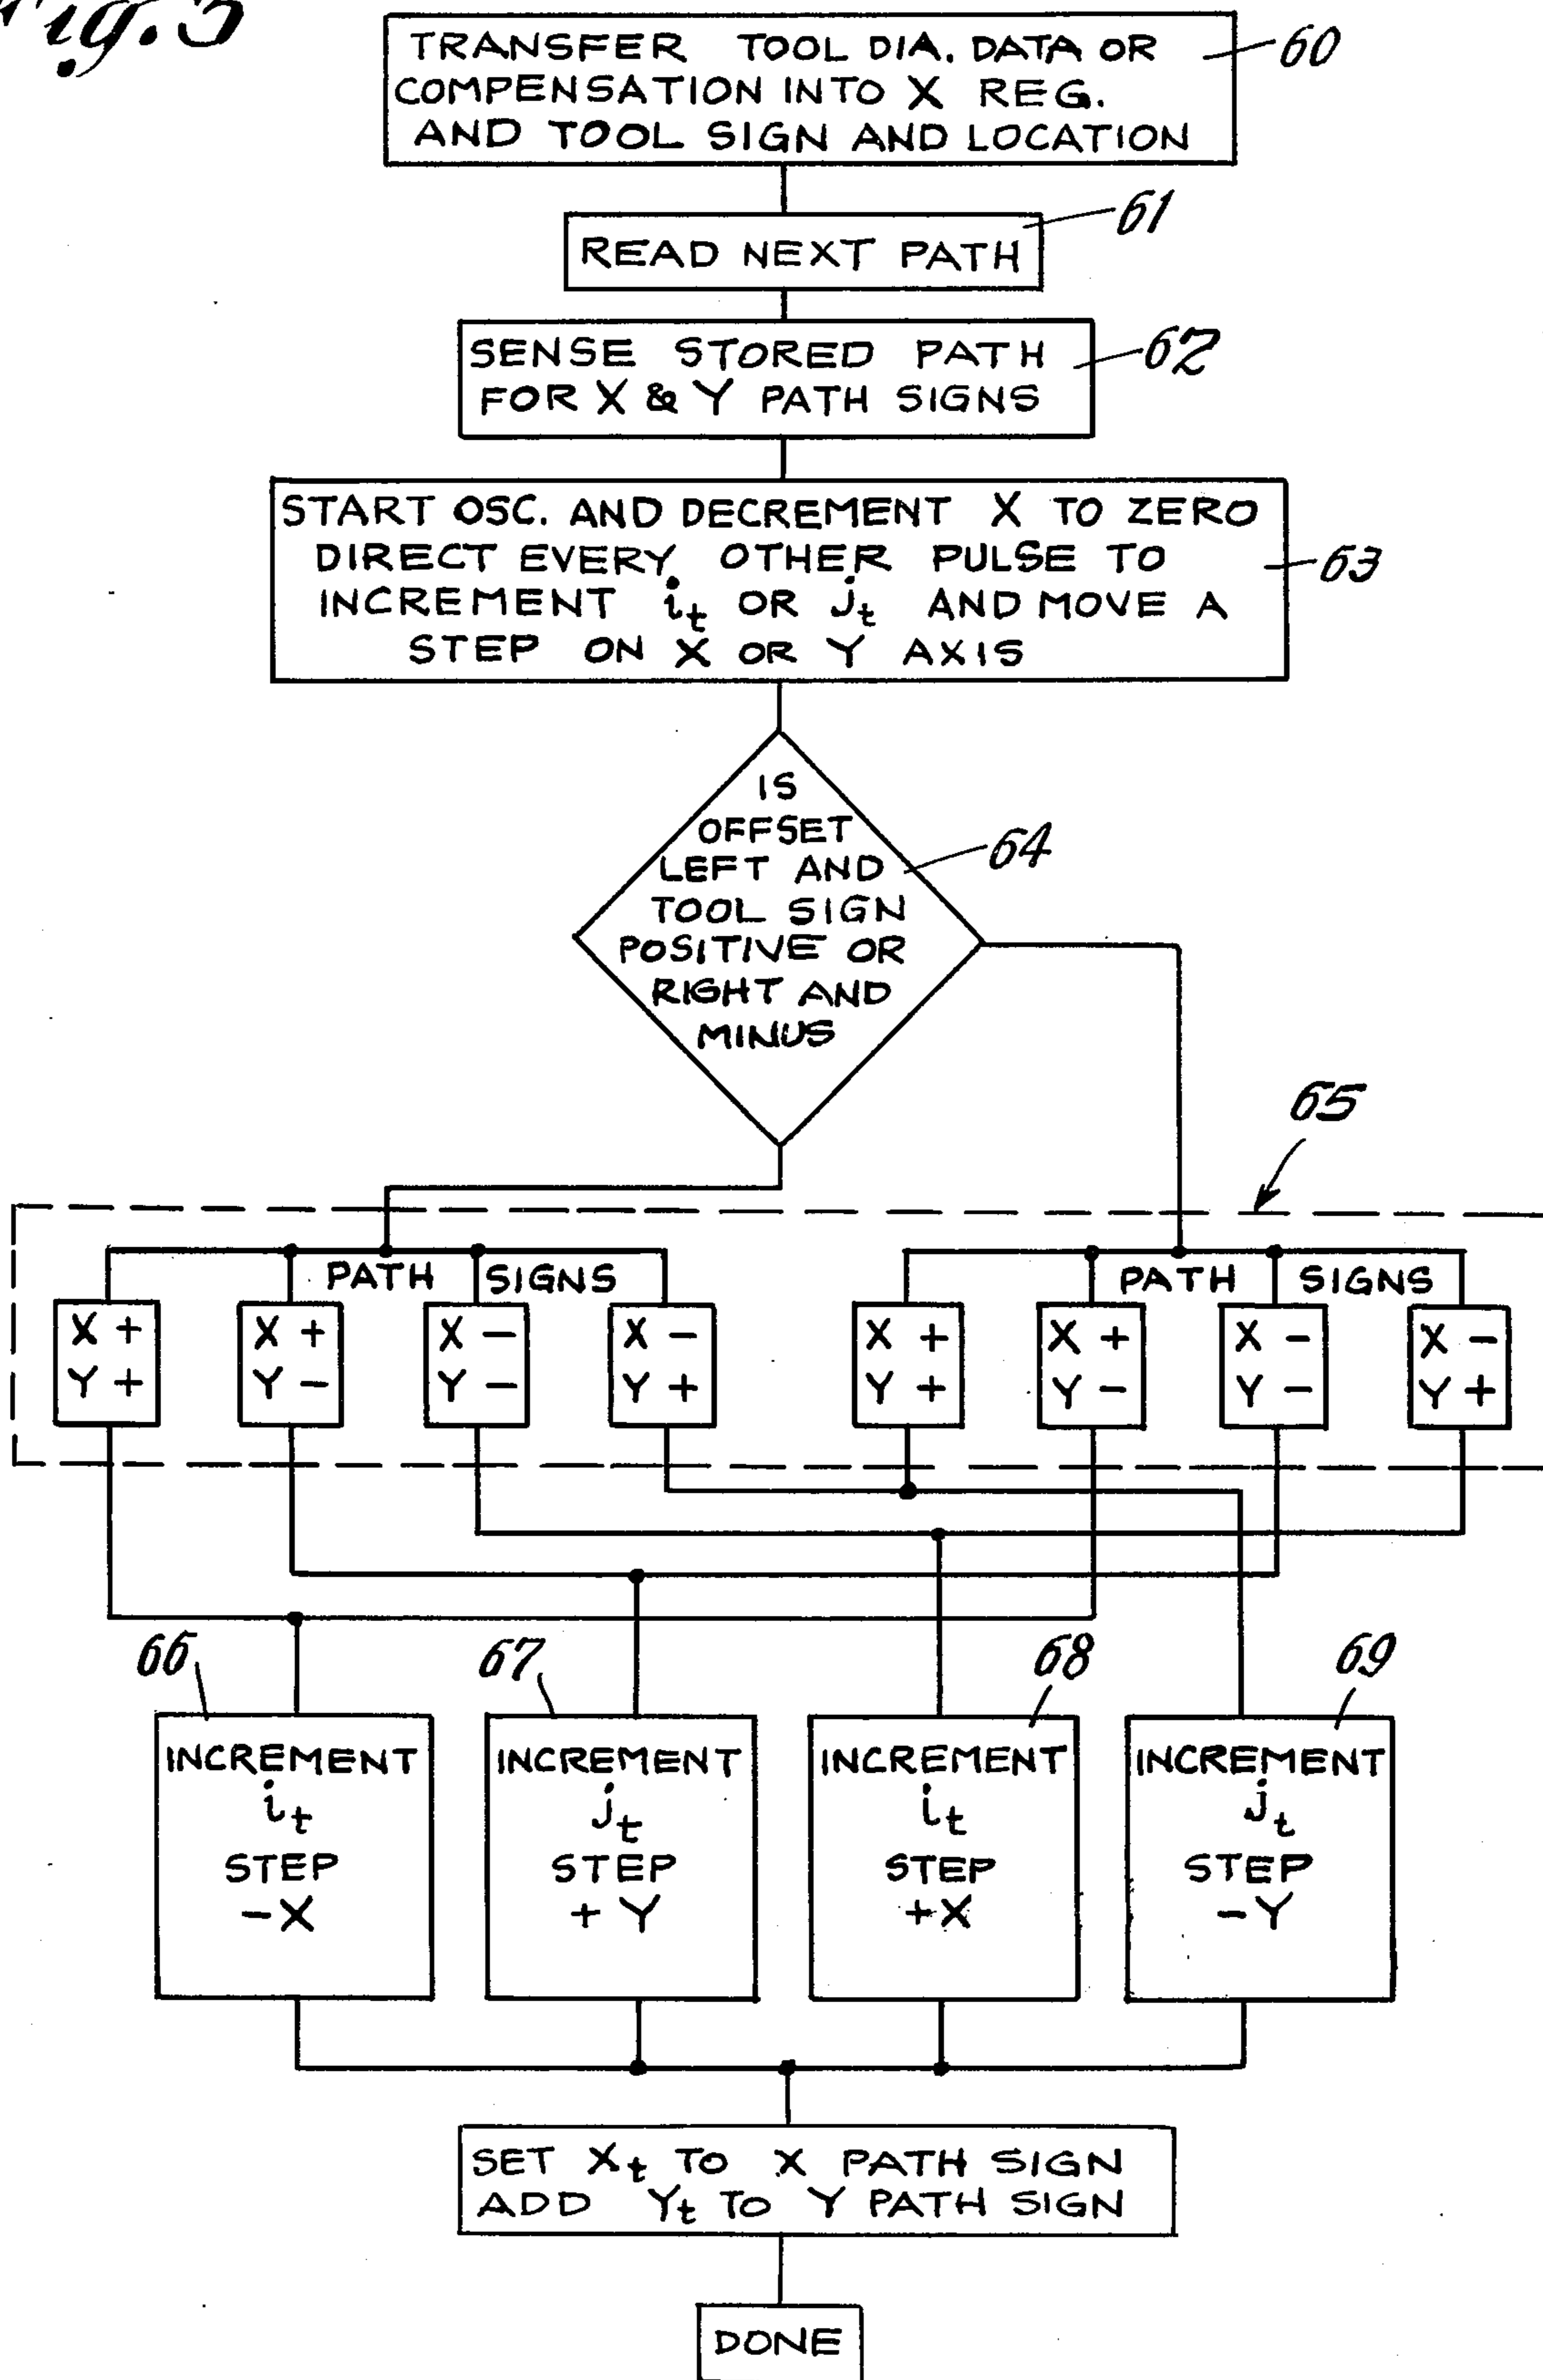 Fig. 3
TRANSFER TOOL DIA. DATA OR
COMPENSATION INTO X REG.
AND TOOL SIGN AND LOCATION
60
READ NEXT PATH
61
SENSE STORED PATH
FOR X & Y PATH SIGNS
62
START OSC. AND DECREMENT X TO ZERO
DIRECT EVERY OTHER PULSE TO
INCREMENT it OR jt AND MOVE A
STEP ON X OR Y AXIS
63
IS
OFFSET
LEFT AND
TOOL SIGN
POSITIVE OR
RIGHT AND
MINUS
64
65
PATH SIGNS
X +
Y +
X +
Y -
X -
Y -
X -
Y +
PATH SIGNS
X +
Y +
X +
Y -
X -
Y -
X -
Y +
66
INCREMENT
it
STEP
-X
67
INCREMENT
jt
STEP
+Y
68
INCREMENT
it
STEP
+X
69
INCREMENT
jt
STEP
-Y
SET Xt TO X PATH SIGN
ADD Yt TO Y PATH SIGN
DONE